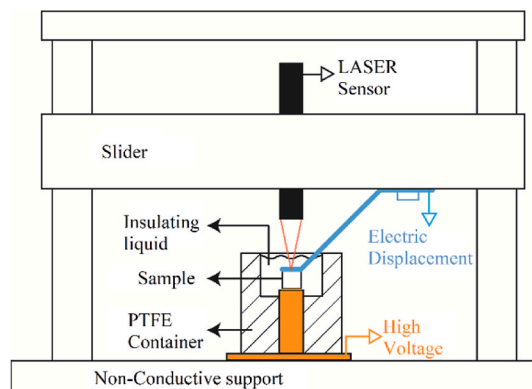 LASER
Sensor
Slider
Insulating
liquid
Electric
Displacement
Sample
PTFE
Container
High
Voltage
Non-Conductive support